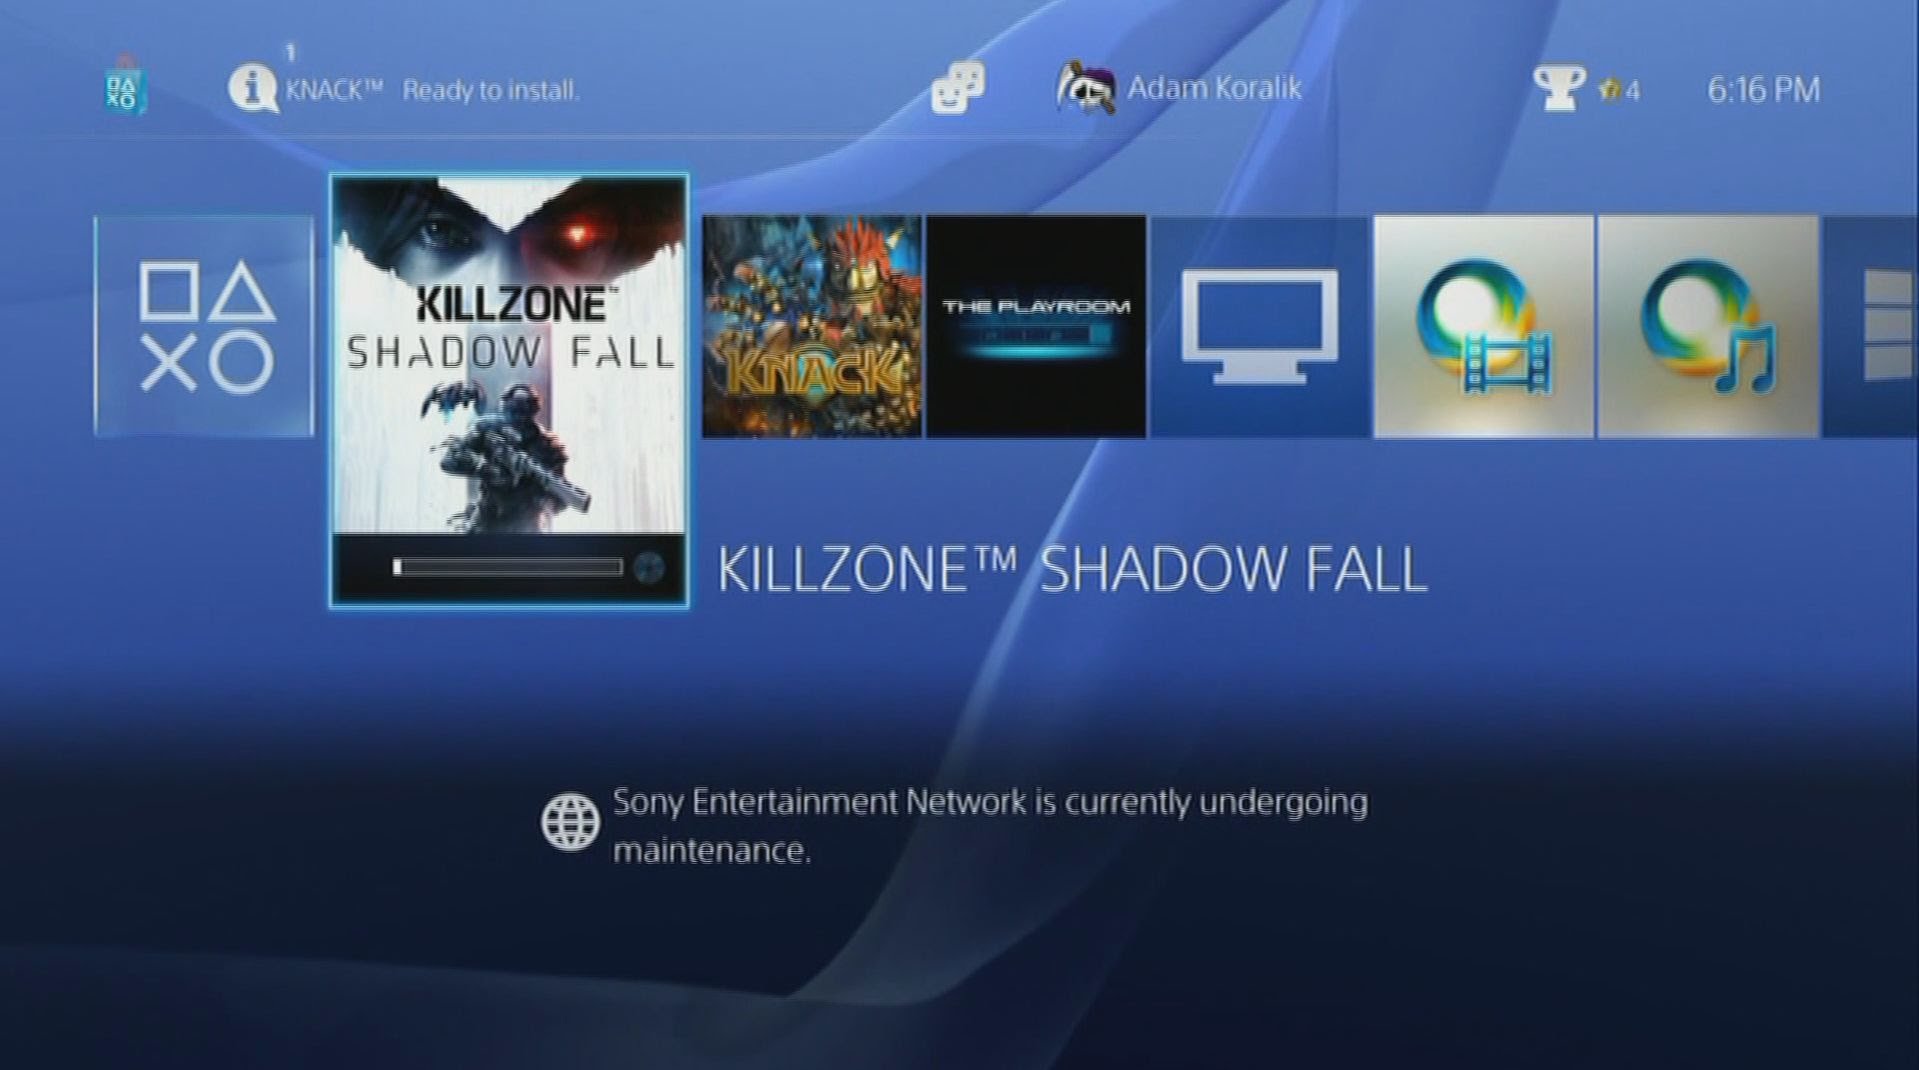 1
KNACK™ Ready to install.
Adam Koralik
4
6:16 PM
KILLZONE™
SHADOW FALL
KNACK
THE PLAYROOM
KILLZONE™ SHADOW FALL
Sony Entertainment Network is currently undergoing
maintenance.